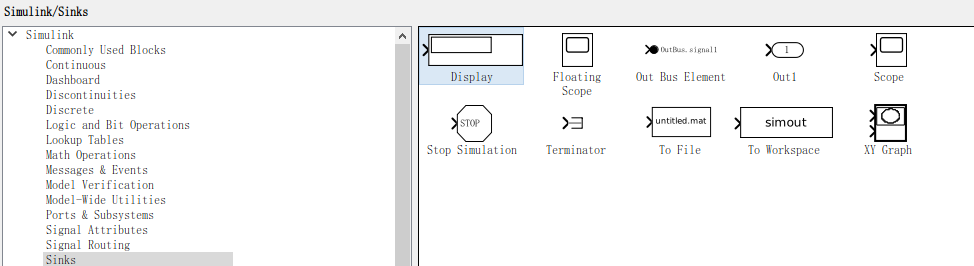 Simulink/Sinks
Simulink
Commonly Used Blocks
Continuous
Dashboard
Discontinuities
Discrete
Logic and Bit Operations
Lookup Tables
Math Operations
Messages & Events
Model Verification
Model-Wide Utilities
Ports & Subsystems
Signal Attributes
Signal Routing
Sinks
Display
Floating
Scope
OutBus.signal1
Out Bus Element
1
Out1
Scope
STOP
Stop Simulation
Terminator
untitled.mat
To File
simout
To Workspace
XY Graph